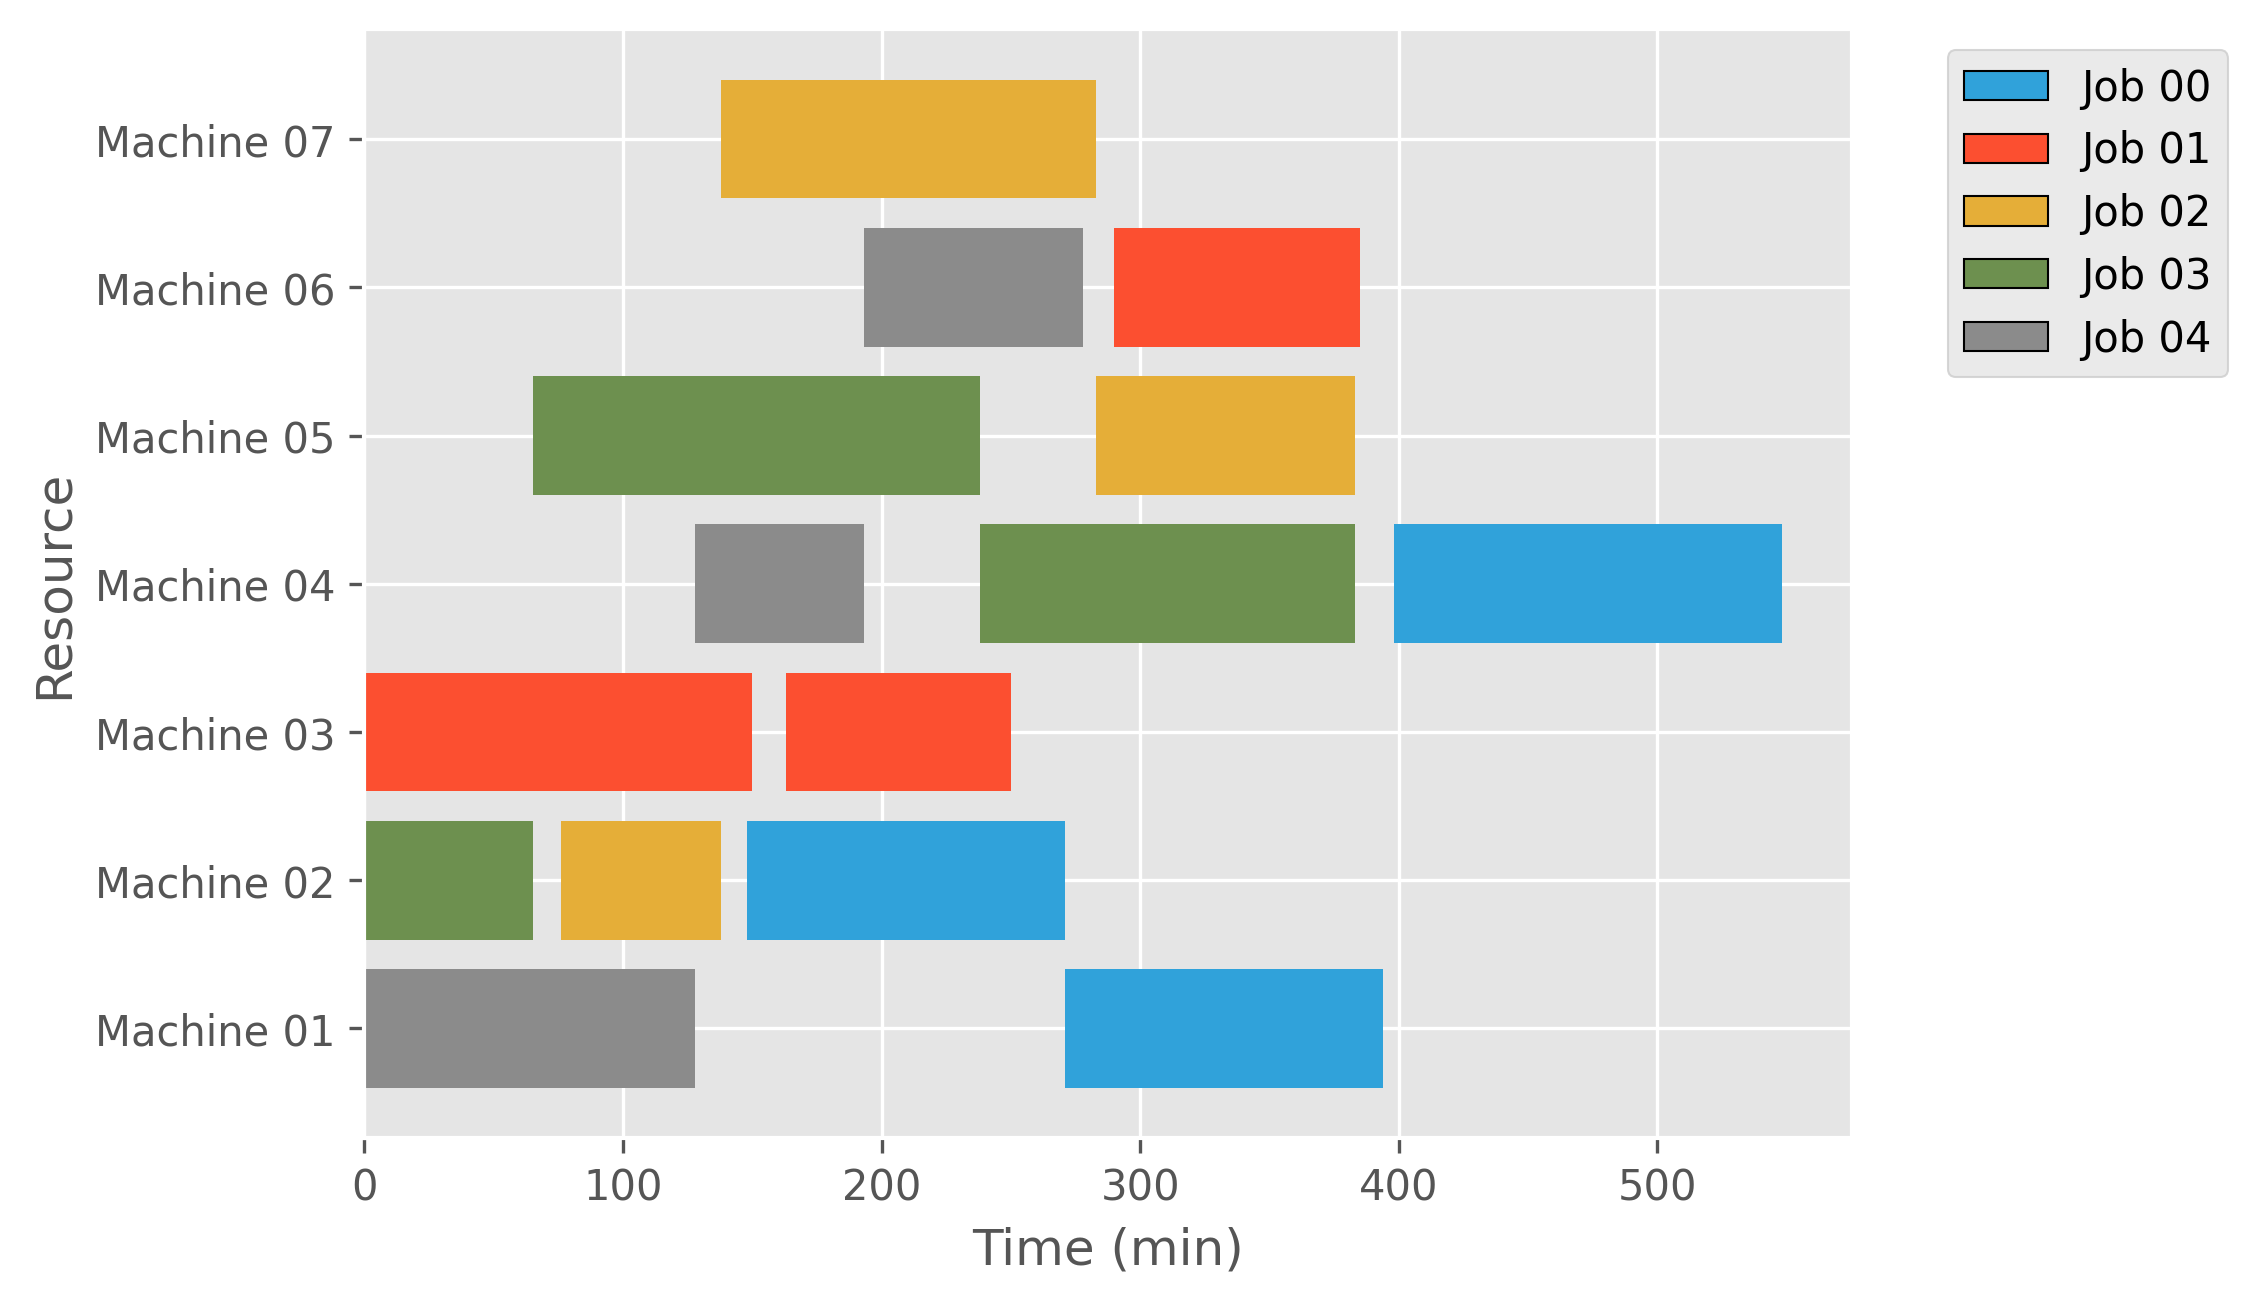 Machine 07
Machine 06
Machine 05
Machine 04
Machine 03
Machine 02
Machine 01
Resource
0 100 200 300 400 500
Time (min)
Job 00
Job 01
Job 02
Job 03
Job 04